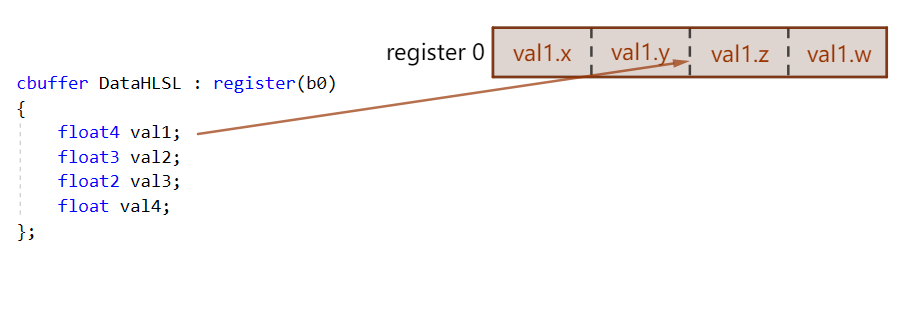 register 0 val1.x val1.y val1.z val1.w
cbuffer DataHLSL : register(b0)
{
float4 val1;
float3 val2;
float2 val3;
float val4;
};